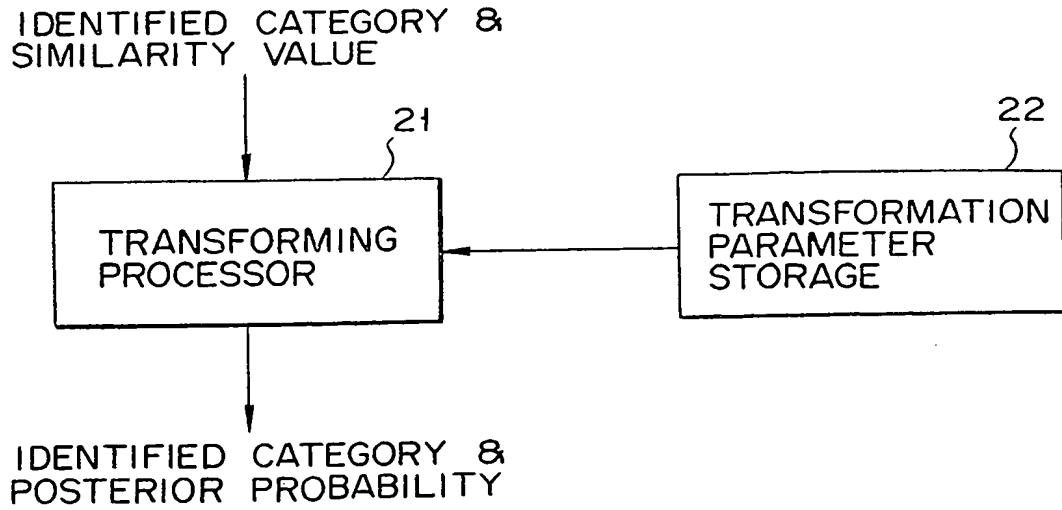 IDENTIFIED CATEGORY &
SIMILARITY VALUE
21
22
TRANSFORMING
PROCESSOR
TRANSFORMATION
PARAMETER
STORAGE
IDENTIFIED CATEGORY &
POSTERIOR PROBABILITY